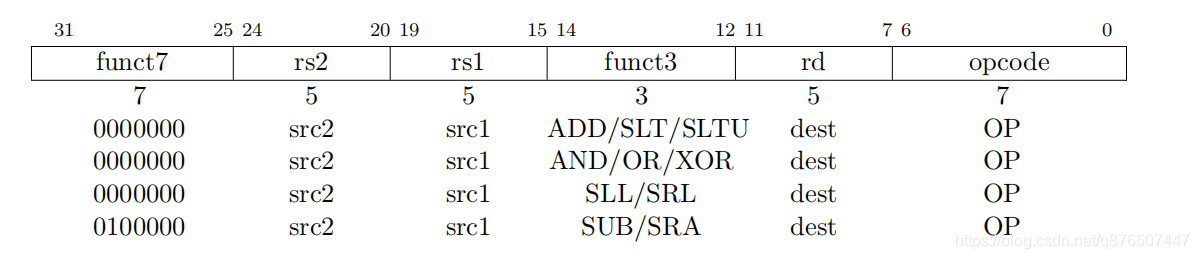 31 25 24 20 19 15 14 12 11 7 6 0
funct7 rs2 rs1 funct3 rd opcode
7 5 5 3 5 7
0000000 src2 src1 ADD/SLT/SLTU dest OP
0000000 src2 src1 AND/OR/XOR dest OP
0000000 src2 src1 SLL/SRL dest OP
0100000 src2 src1 SUB/SRA dest OP
https://blog.csdn.net/q876507447